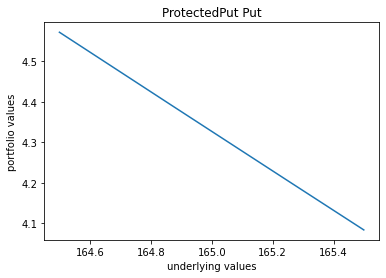 ProtectedPut Put
4.5
4.4
4.3
4.2
4.1
portfolio values
164.6 164.8 165.0 165.2 165.4
underlying values